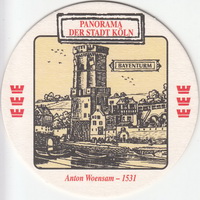 PANORAMA
DER STADT KÖLN
BAYENTURM
Anton Woensam – 1531